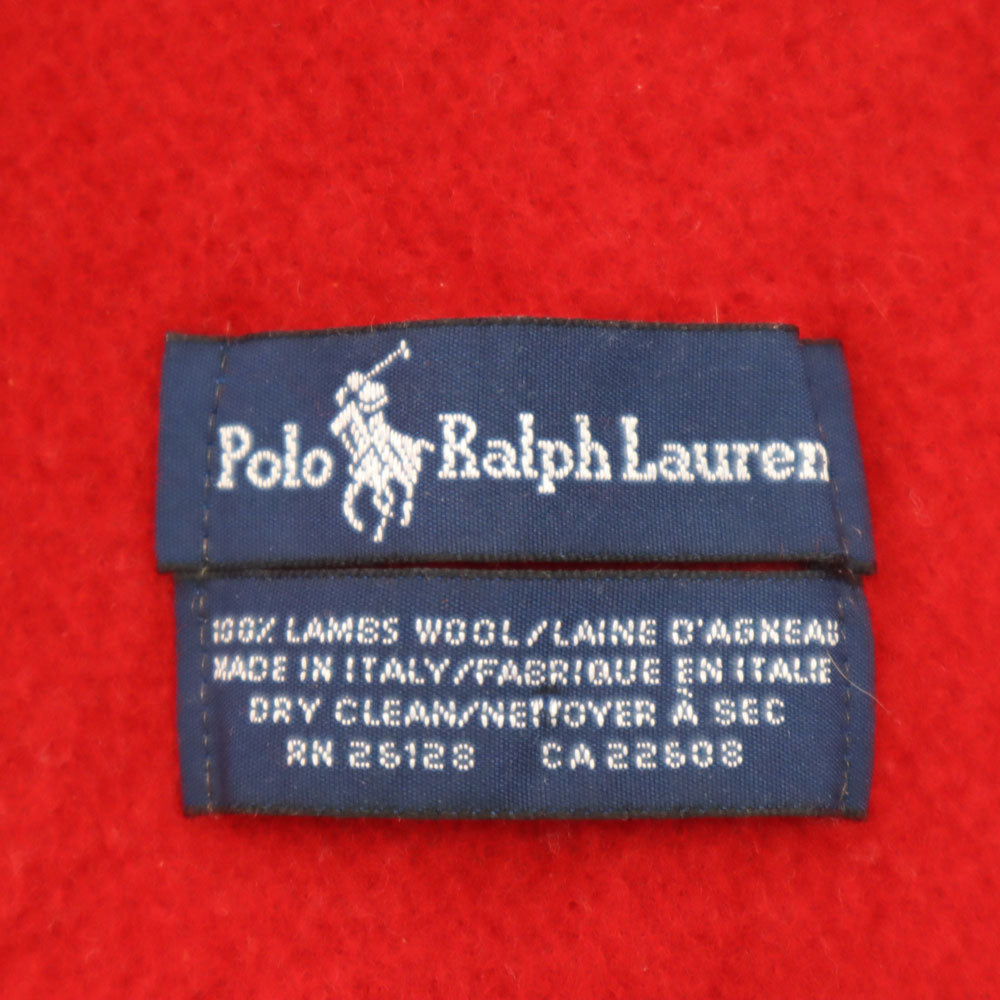 Polo Ralph Lauren
100% LAMBS WOOL/LAINE D'AGNEAU
MADE IN ITALY/FABRIQUE EN ITALIE
DRY CLEAN/NETTOYER À SEC
RN 26128 CA 22608